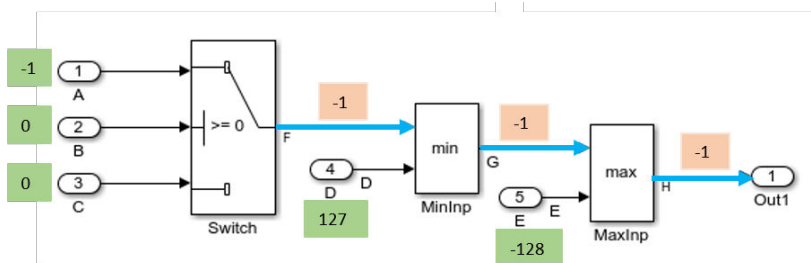 -1
1
A
0
2
B
0
3
C
>= 0
Switch
F
-1
4
D
D
127
min
MinInp
-1
G
5
E
E
-128
max
MaxInp
-1
H
1
Out1